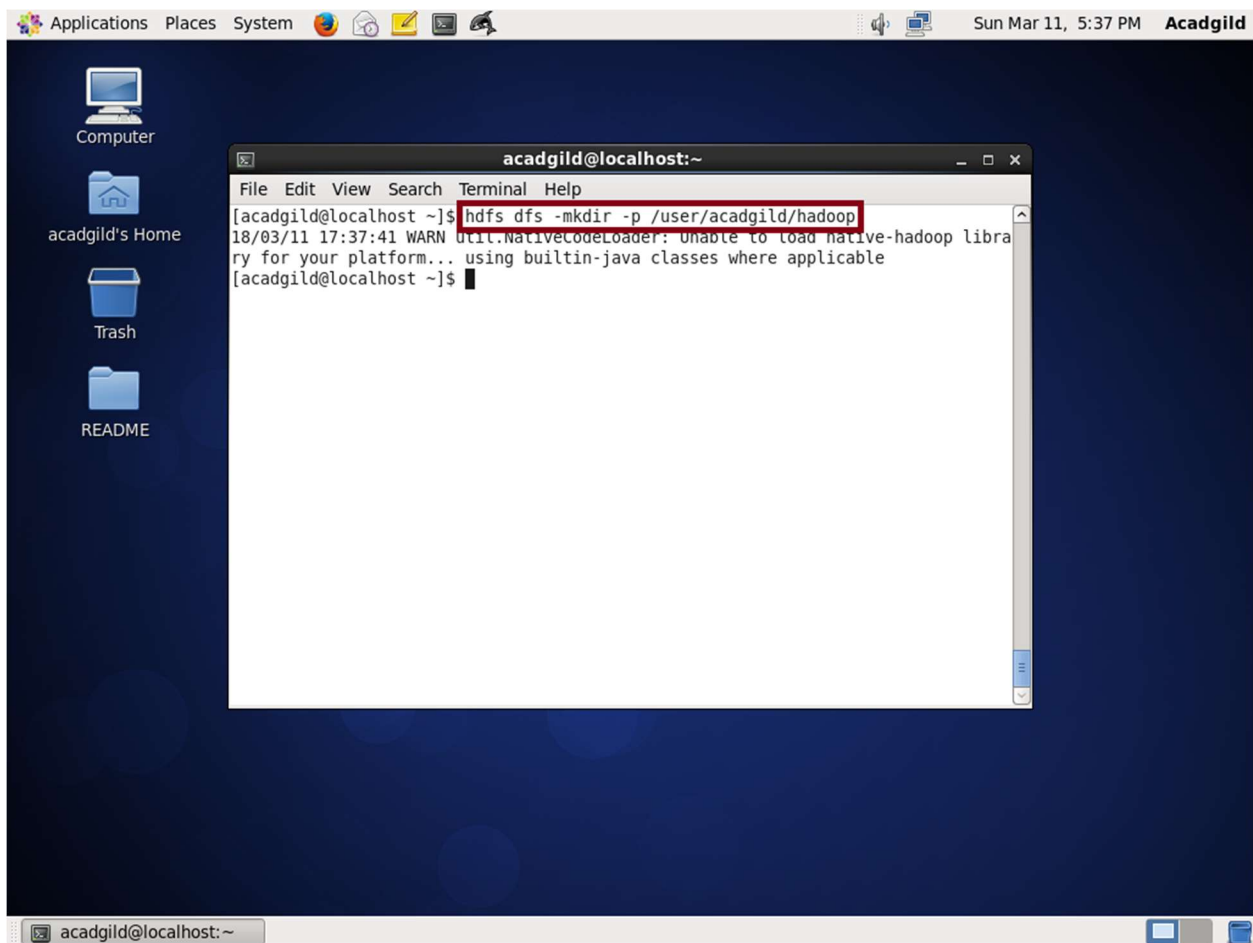 Applications Places System Sun Mar 11, 5:37 PM Acadgild
Computer
acadgild's Home
Trash
README
acadgild@localhost:~
File Edit View Search Terminal Help
[acadgild@localhost ~]$ hdfs dfs -mkdir -p /user/acadgild/hadoop
18/03/11 17:37:41 WARN util.NativeCodeLoader: Unable to load native-hadoop libra
ry for your platform... using builtin-java classes where applicable
[acadgild@localhost ~]$
acadgild@localhost:~